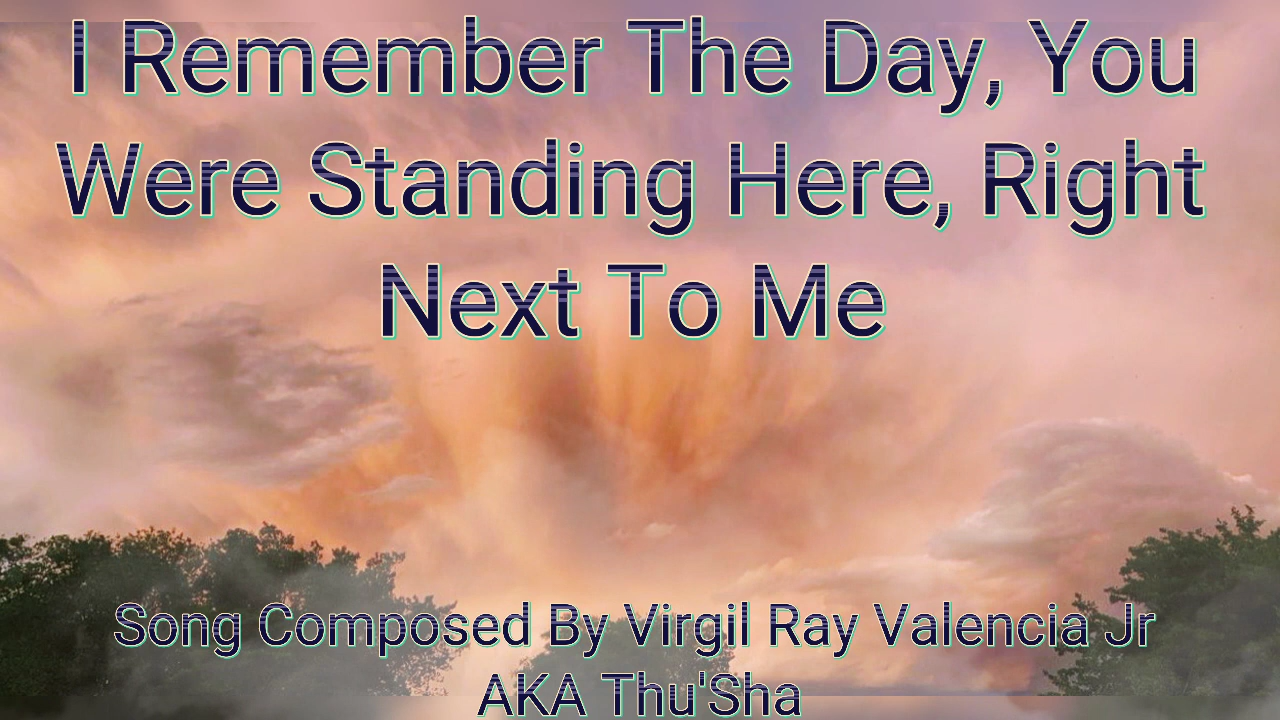 I Remember The Day, You
Were Standing Here, Right
Next To Me
Song Composed By Virgil Ray Valencia Jr
AKA Thu'Sha